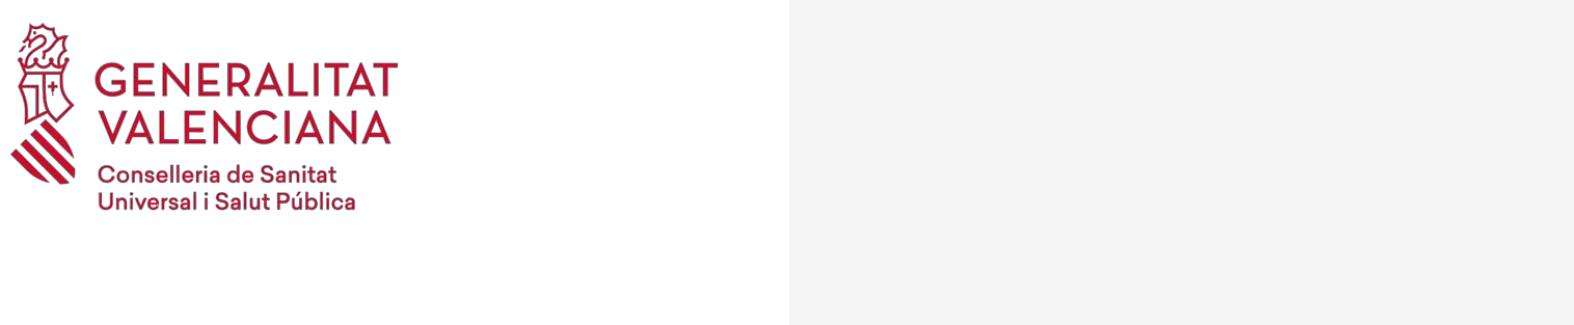 GENERALITAT
VALENCIANA
Conselleria de Sanitat
Universal i Salut Pública